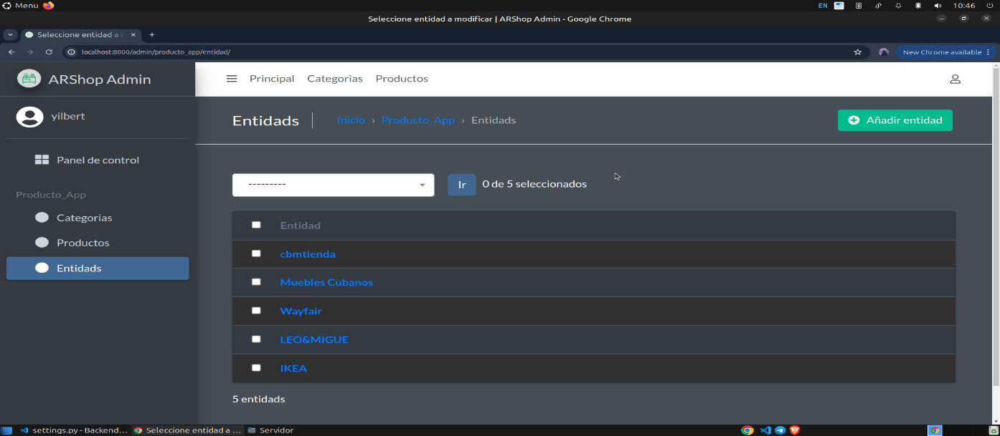 Menu EN 10:46
Seleccione entidad a modificar | ARShop Admin - Google Chrome
Seleccione entidad a
localhost:8000/admin/producto_app/entidad/ New Chrome available
ARShop Admin Principal Categorias Productos
yilbert
Entidads Inicio › Producto_App › Entidads Añadir entidad
Panel de control
--------- Ir 0 de 5 seleccionados
Producto_App
Categorias
Productos
Entidads
Entidad
cbmtienda
Muebles Cubanos
Wayfair
LEO&MIGUE
IKEA
5 entidads
settings.py - Backend... Seleccione entidad a ... Servidor